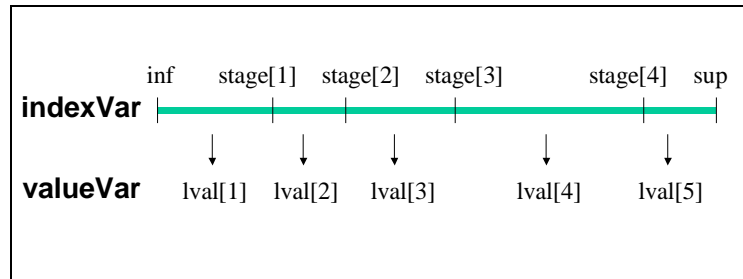 inf stage[1] stage[2] stage[3] stage[4] sup
indexVar
valueVar lval[1] lval[2] lval[3] lval[4] lval[5]